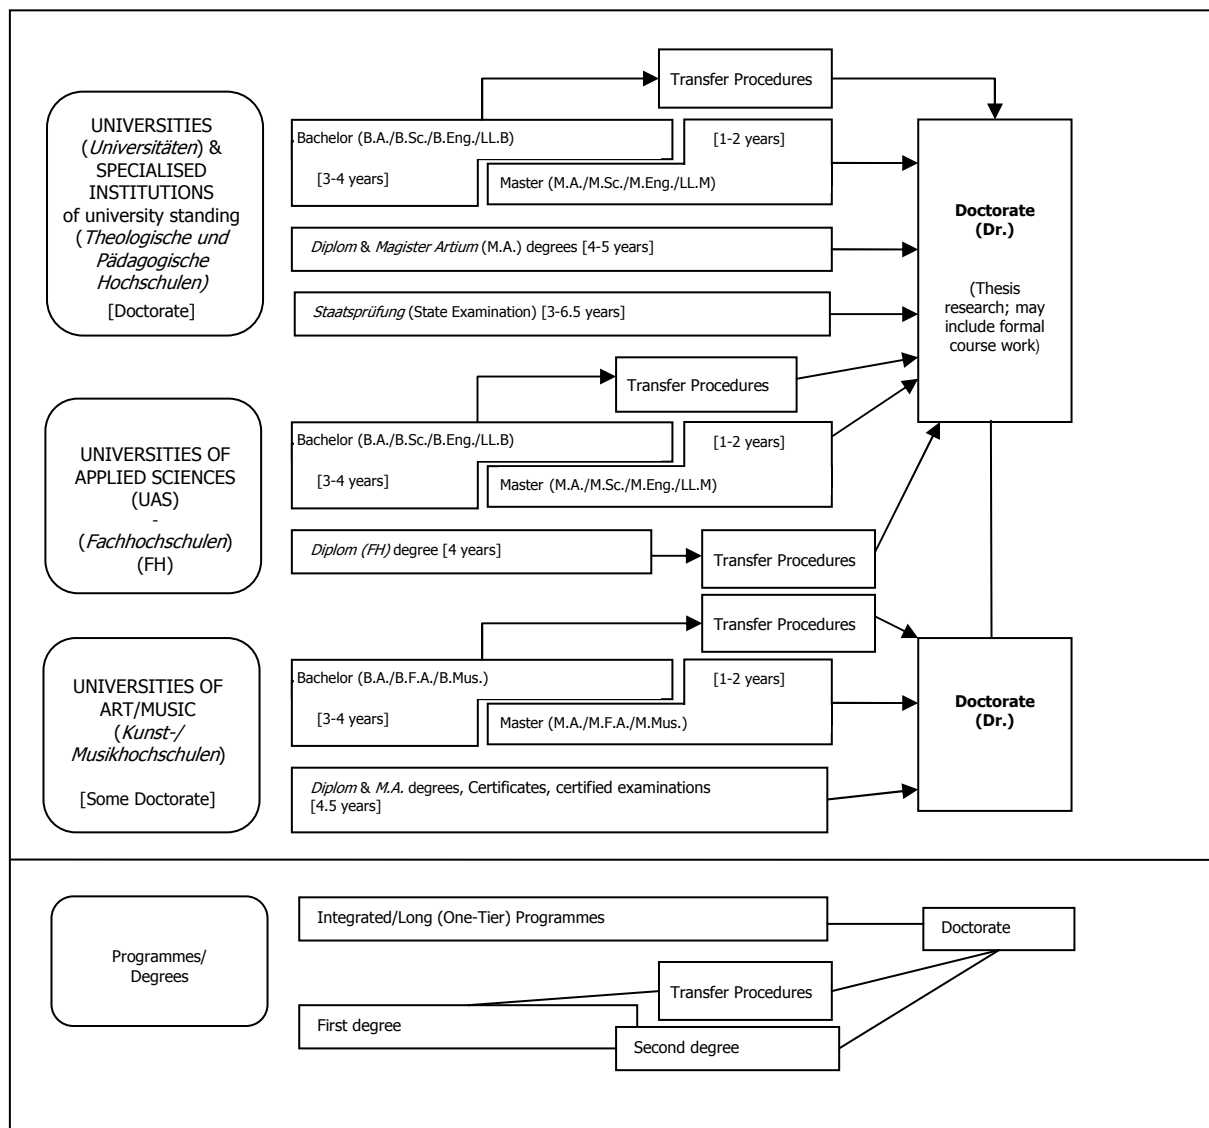 Transfer Procedures
UNIVERSITIES
(Universitäten) &
SPECIALISED
INSTITUTIONS
of university standing
(Theologische und
Pädagogische
Hochschulen)
[Doctorate]
Bachelor (B.A./B.Sc./B.Eng./LL.B)
[1-2 years]
[3-4 years]
Master (M.A./M.Sc./M.Eng./LL.M)
Diplom & Magister Artium (M.A.) degrees [4-5 years]
Staatsprüfung (State Examination) [3-6.5 years]
Doctorate
(Dr.)
(Thesis
research; may
include formal
course work)
Transfer Procedures
UNIVERSITIES OF
APPLIED SCIENCES
(UAS)
-
(Fachhochschulen)
(FH)
Bachelor (B.A./B.Sc./B.Eng./LL.B)
[1-2 years]
[3-4 years]
Master (M.A./M.Sc./M.Eng./LL.M)
Diplom (FH) degree [4 years]
Transfer Procedures
Transfer Procedures
UNIVERSITIES OF
ART/MUSIC
(Kunst-/
Musikhochschulen)
[Some Doctorate]
Bachelor (B.A./B.F.A./B.Mus.)
[1-2 years]
[3-4 years]
Master (M.A./M.F.A./M.Mus.)
Diplom & M.A. degrees, Certificates, certified examinations
[4.5 years]
Doctorate
(Dr.)
Programmes/
Degrees
Integrated/Long (One-Tier) Programmes
Doctorate
Transfer Procedures
First degree
Second degree